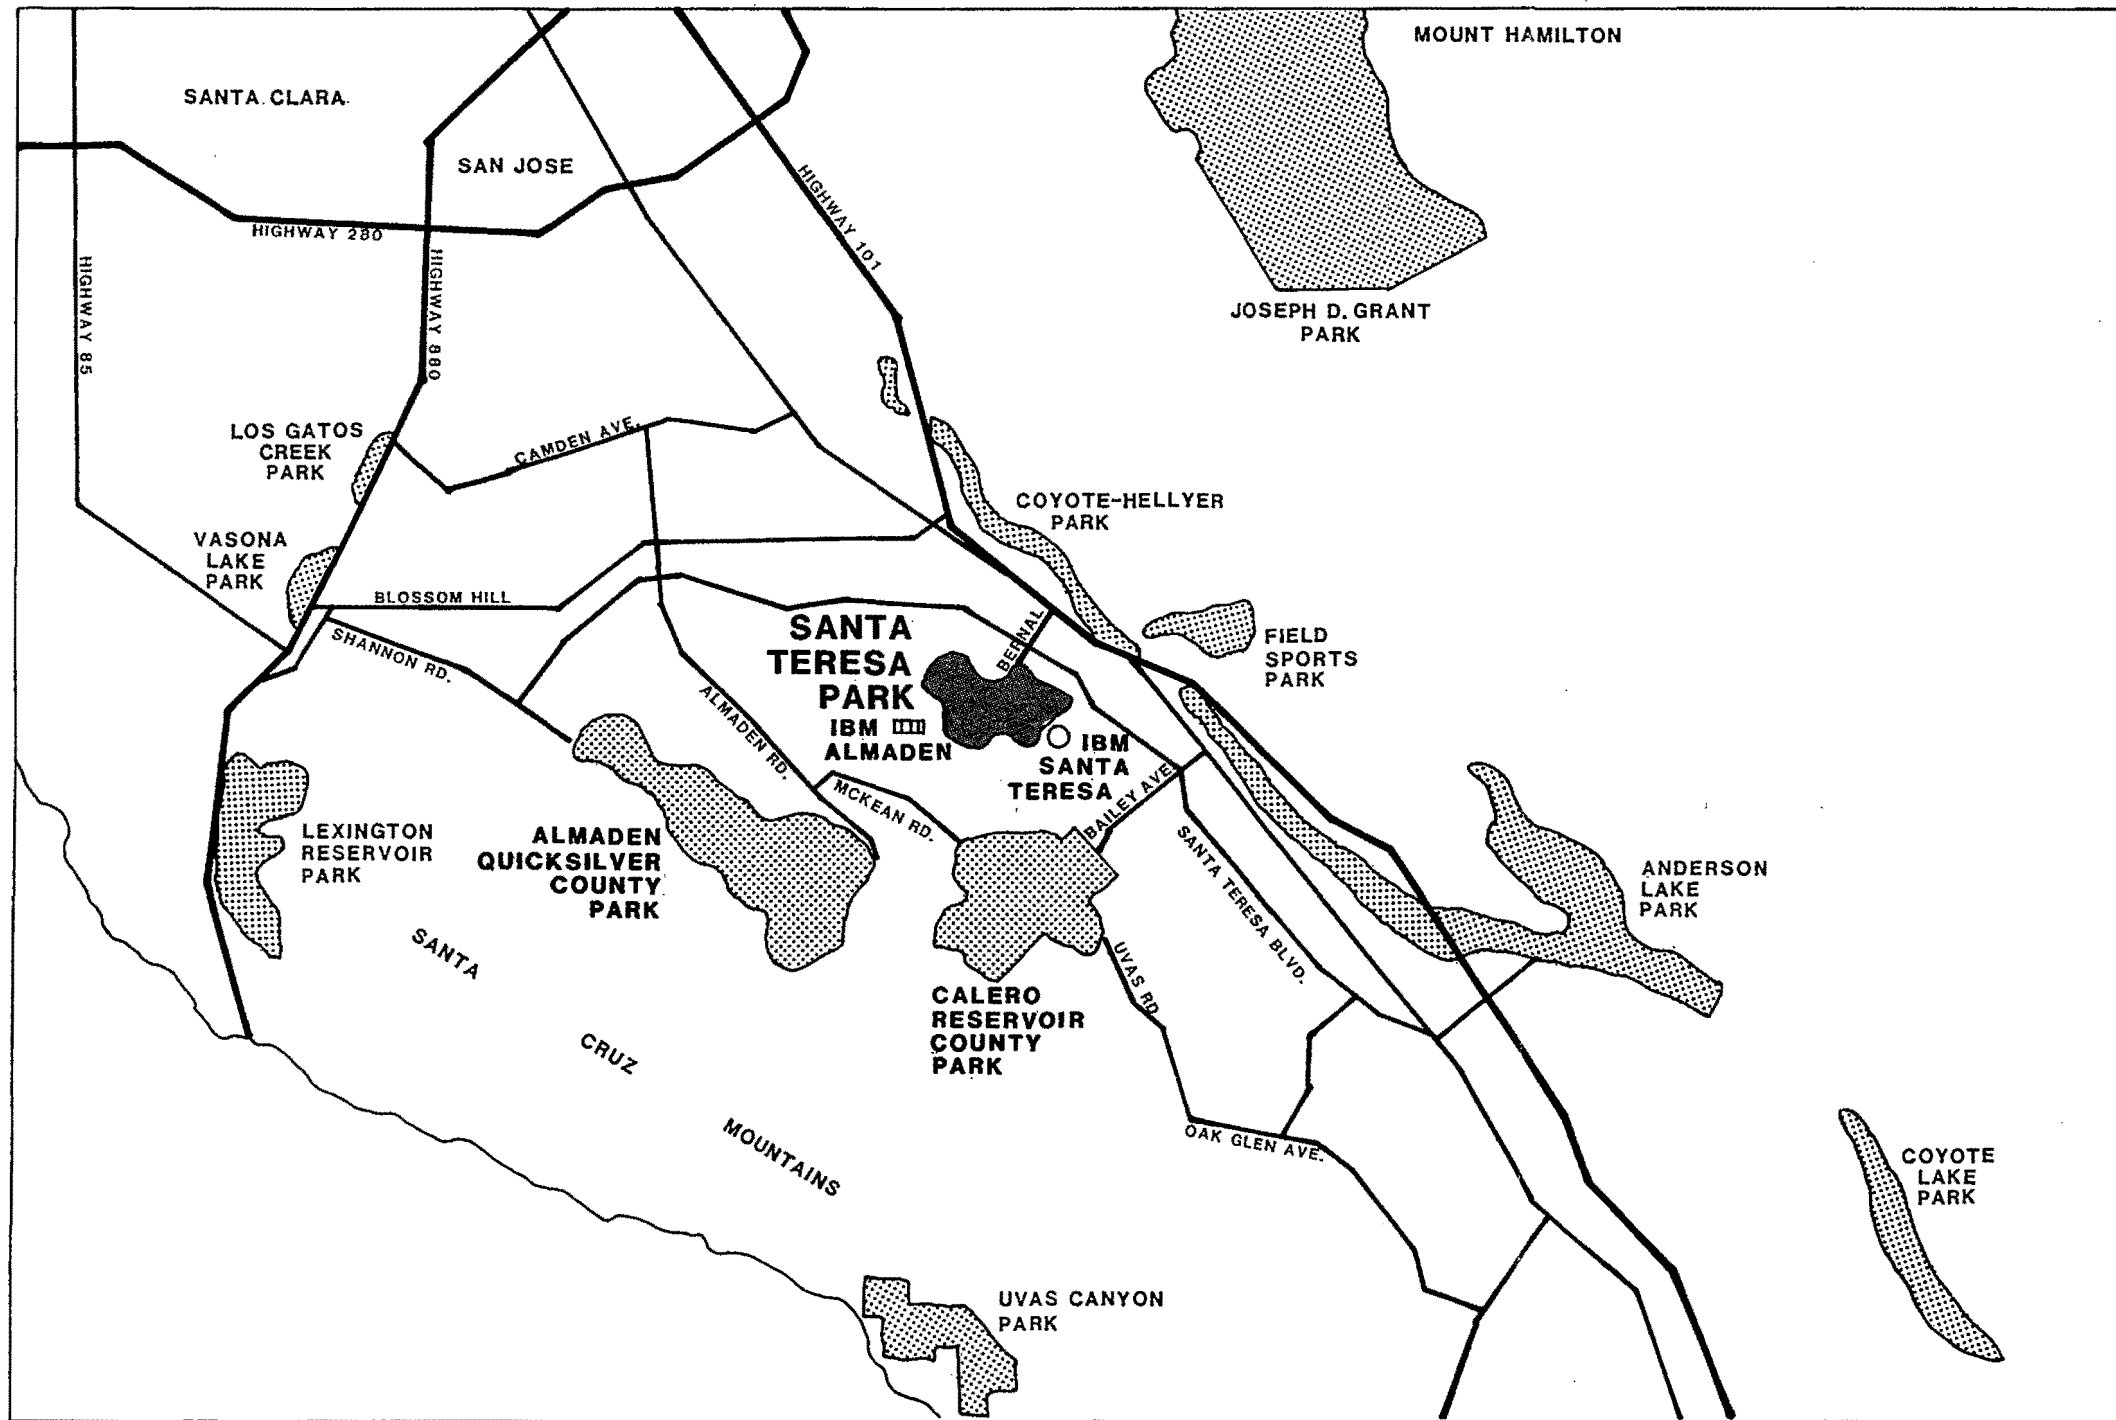 MOUNT HAMILTON
SANTA CLARA
SAN JOSE
HIGHWAY 101
HIGHWAY 280
HIGHWAY 85
HIGHWAY 880
JOSEPH D. GRANT
PARK
LOS GATOS
CREEK
PARK
CAMDEN AVE.
COYOTE-HELLYER
PARK
VASONA
LAKE
PARK
BLOSSOM HILL
SHANNON RD.
SANTA
TERESA
PARK
BERNAL
FIELD
SPORTS
PARK
IBM
ALMADEN
IBM
SANTA
TERESA
ALMADEN RD.
MCKEAN RD.
BAILEY AVE.
LEXINGTON
RESERVOIR
PARK
ALMADEN
QUICKSILVER
COUNTY
PARK
SANTA TERESA BLVD.
ANDERSON
LAKE
PARK
SANTA
CRUZ
MOUNTAINS
CALERO
RESERVOIR
COUNTY
PARK
UVAS RD
OAK GLEN AVE.
COYOTE
LAKE
PARK
UVAS CANYON
PARK